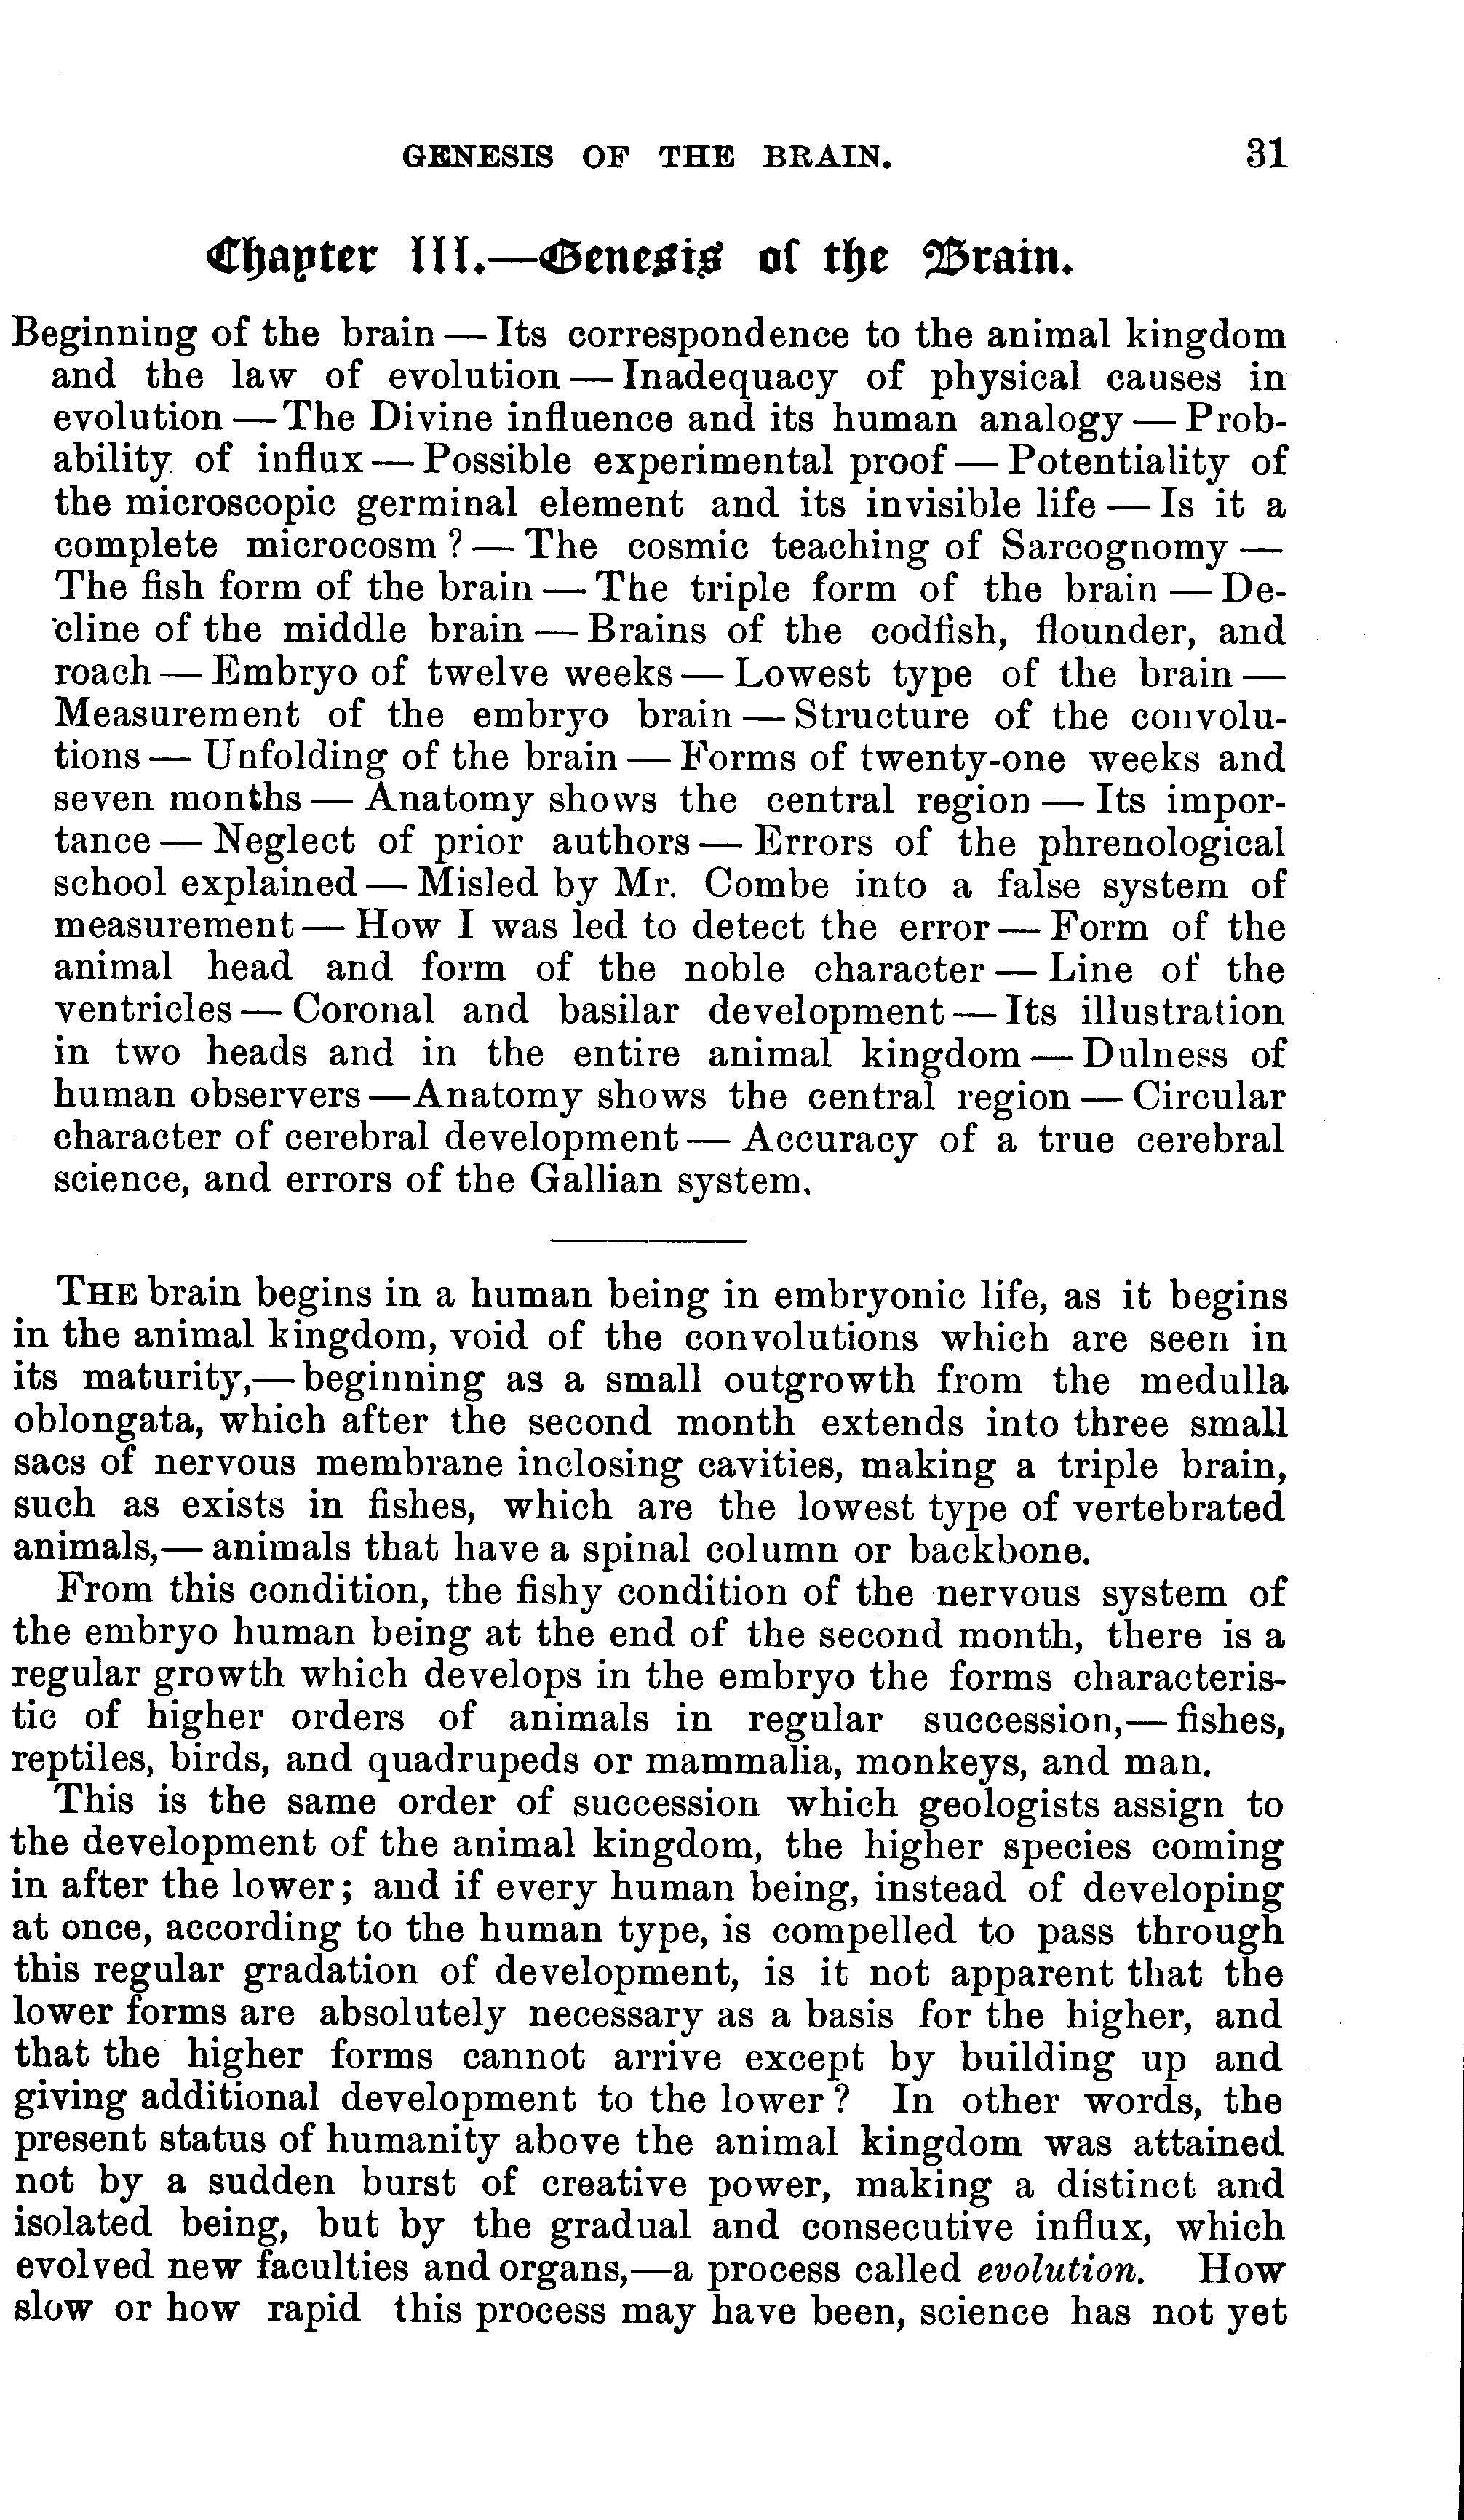 GENESIS OF THE BRAIN. 31
Chapter III.—Genesis of the Brain.
Beginning of the brain — Its correspondence to the animal kingdom
and the law of evolution — Inadequacy of physical causes in
evolution — The Divine influence and its human analogy — Prob-
ability of influx — Possible experimental proof — Potentiality of
the microscopic germinal element and its invisible life — Is it a
complete microcosm? — The cosmic teaching of Sarcognomy —
The fish form of the brain — The triple form of the brain — De-
cline of the middle brain — Brains of the codfish, flounder, and
roach — Embryo of twelve weeks — Lowest type of the brain —
Measurement of the embryo brain — Structure of the convolu-
tions — Unfolding of the brain — Forms of twenty-one weeks and
seven months — Anatomy shows the central region — Its impor-
tance — Neglect of prior authors — Errors of the phrenological
school explained — Misled by Mr. Combe into a false system of
measurement — How I was led to detect the error — Form of the
animal head and form of the noble character — Line of the
ventricles — Coronal and basilar development — Its illustration
in two heads and in the entire animal kingdom — Dulness of
human observers —Anatomy shows the central region — Circular
character of cerebral development — Accuracy of a true cerebral
science, and errors of the Gallian system.
THE brain begins in a human being in embryonic life, as it begins
in the animal kingdom, void of the convolutions which are seen in
its maturity,— beginning as a small outgrowth from the medulla
oblongata, which after the second month extends into three small
sacs of nervous membrane inclosing cavities, making a triple brain,
such as exists in fishes, which are the lowest type of vertebrated
animals,— animals that have a spinal column or backbone.
From this condition, the fishy condition of the nervous system of
the embryo human being at the end of the second month, there is a
regular growth which develops in the embryo the forms characteris-
tic of higher orders of animals in regular succession,— fishes,
reptiles, birds, and quadrupeds or mammalia, monkeys, and man.
This is the same order of succession which geologists assign to
the development of the animal kingdom, the higher species coming
in after the lower; and if every human being, instead of developing
at once, according to the human type, is compelled to pass through
this regular gradation of development, is it not apparent that the
lower forms are absolutely necessary as a basis for the higher, and
that the higher forms cannot arrive except by building up and
giving additional development to the lower? In other words, the
present status of humanity above the animal kingdom was attained
not by a sudden burst of creative power, making a distinct and
isolated being, but by the gradual and consecutive influx, which
evolved new faculties and organs,—a process called evolution. How
slow or how rapid this process may have been, science has not yet